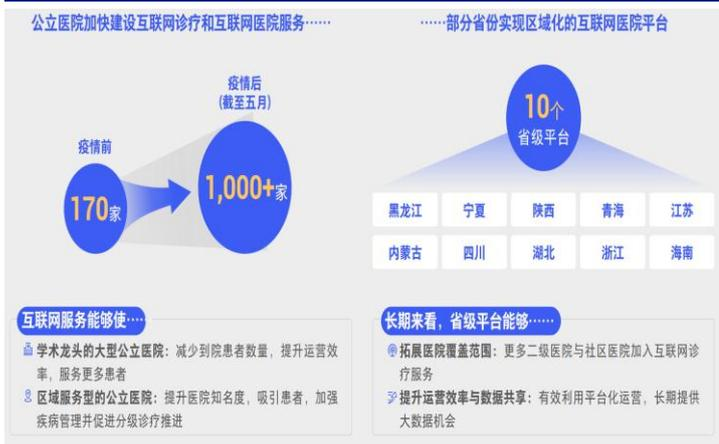 公立医院加快建设互联网诊疗和互联网医院服务……
疫情前
170家
疫情后
(截至五月)
1,000+家
互联网服务能够使……
学术龙头的大型公立医院：减少到院患者数量，提升运营效
率，服务更多患者
区域服务型的公立医院：提升医院知名度，吸引患者，加强
疾病管理并促进分级诊疗推进
……部分省份实现区域化的互联网医院平台
10个
省级平台
黑龙江 宁夏 陕西 青海 江苏
内蒙古 四川 湖北 浙江 海南
长期来看，省级平台能够……
拓展医院覆盖范围：更多二级医院与社区医院加入互联网诊
疗服务
提升运营效率与数据共享：有效利用平台化运营，长期提供
大数据机会